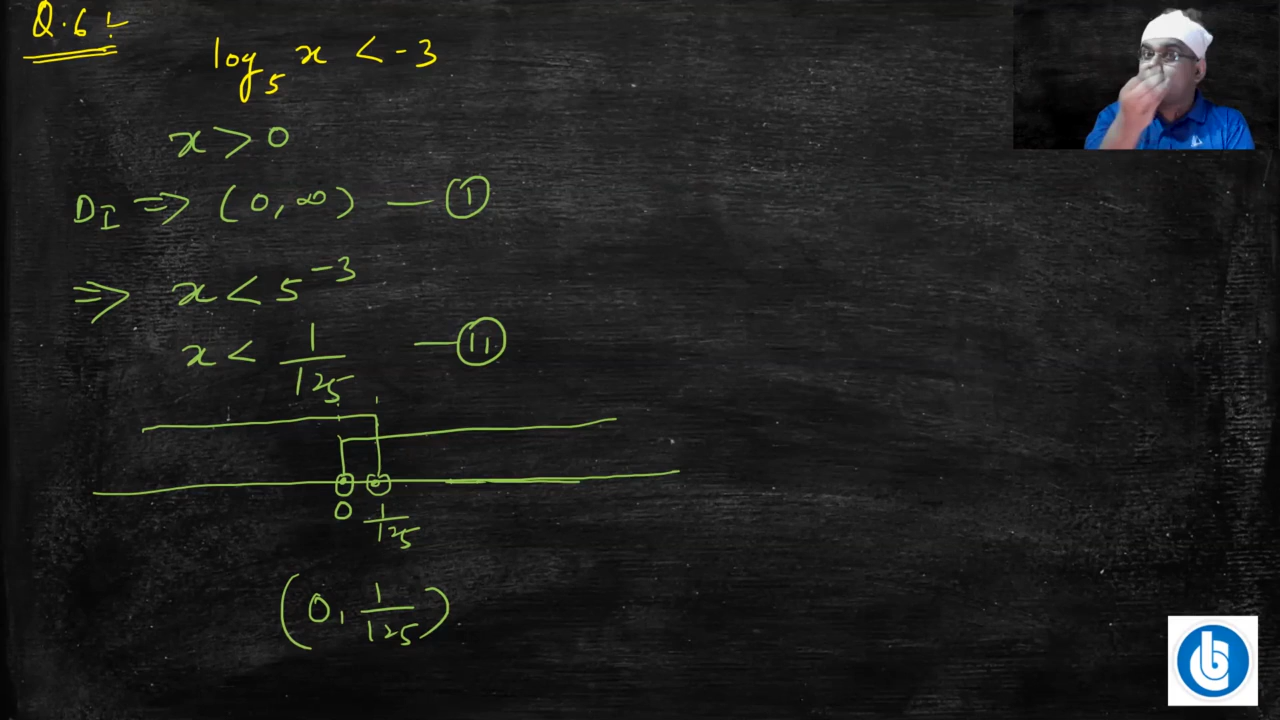 Q.6!
log₅ x < -3
x > 0
D_I ⇒ (0, ∞) — Ⓘ
⇒ x < 5⁻³
x < 1/125 — (II)
0 1/125
(0, 1/125)